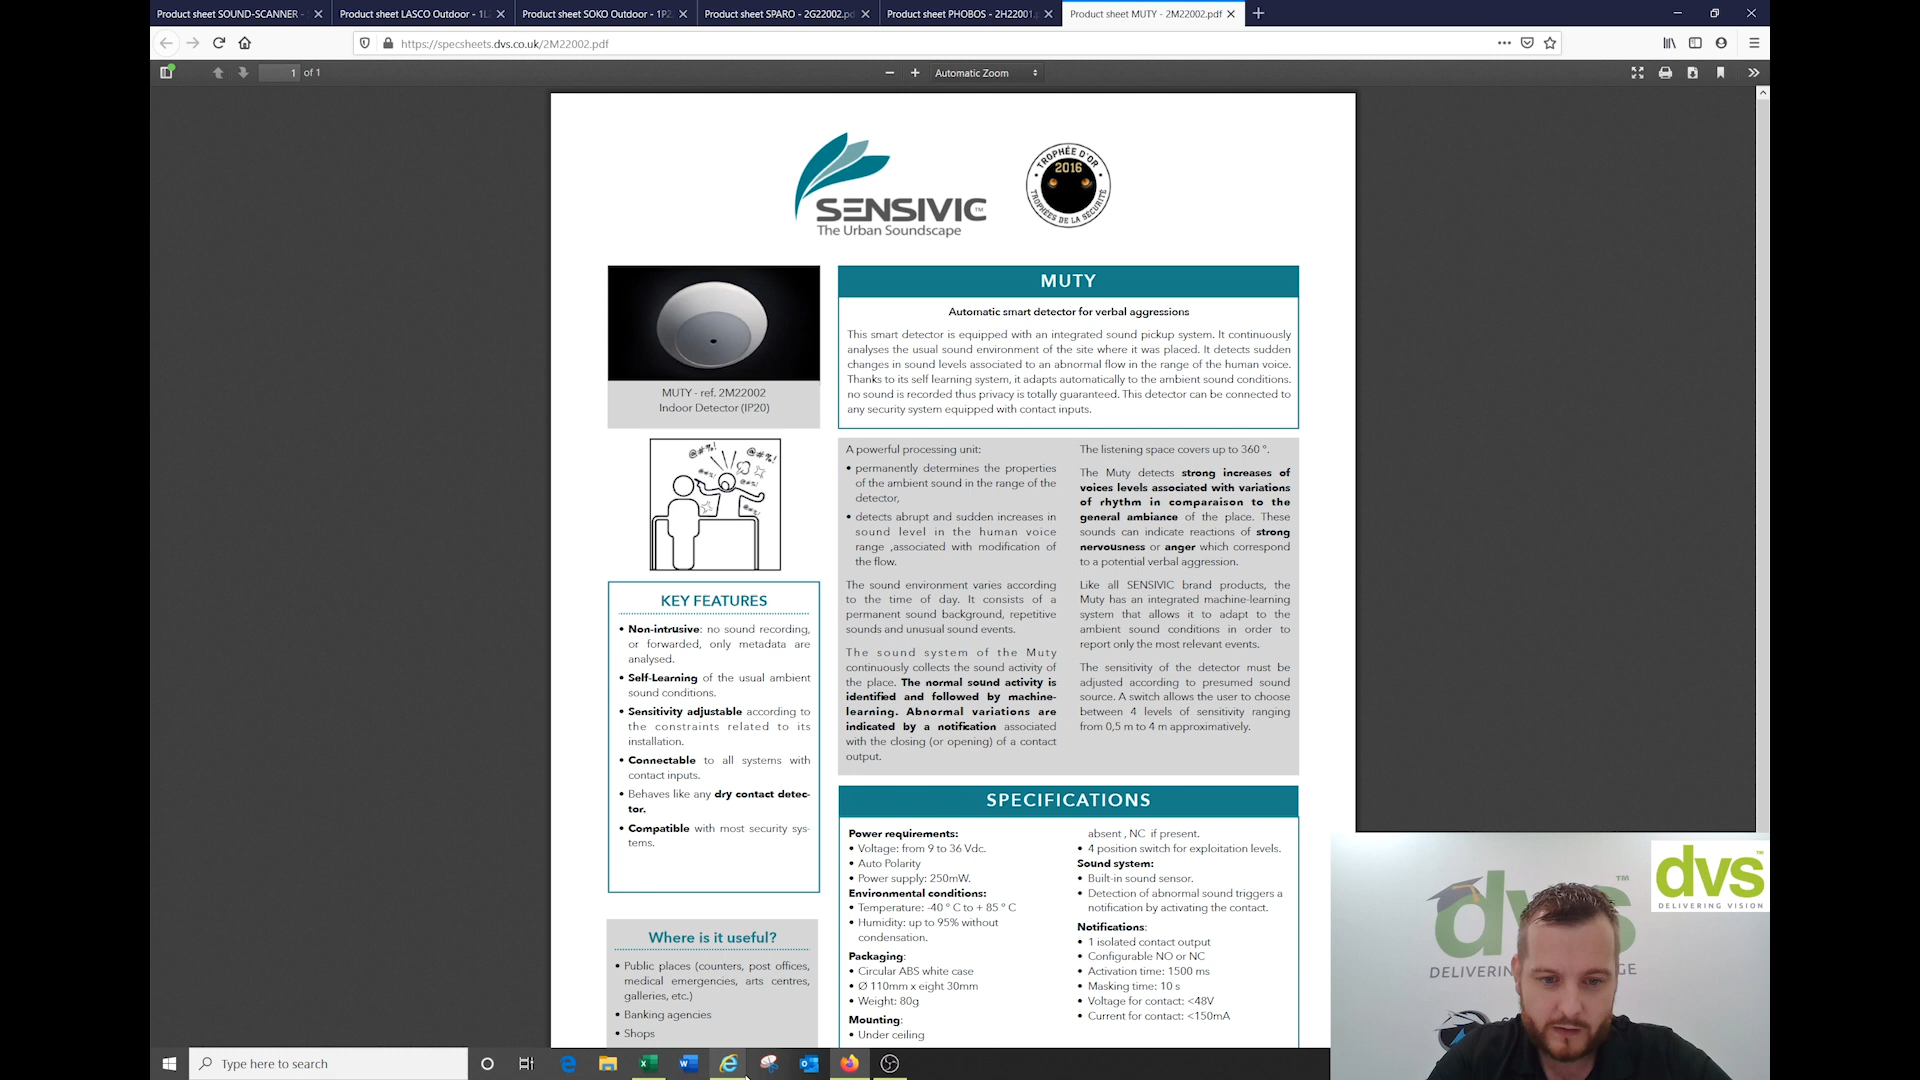 Product sheet SOUND-SCANNER -
Product sheet LASCO Outdoor - 1L
Product sheet SOKO Outdoor - 1P2
Product sheet SPARO - 2G22002.pd
Product sheet PHOBOS - 2H22001.
Product sheet MUTY - 2M22002.pdf
https://specsheets.dvs.co.uk/2M22002.pdf
1 of 1
Automatic Zoom
SENSIVIC™
The Urban Soundscape
TROPHÉE D'OR
2016
TROPHÉES DE LA SÉCURITÉ
MUTY - ref. 2M22002
Indoor Detector (IP20)
MUTY
Automatic smart detector for verbal aggressions
This smart detector is equipped with an integrated sound pickup system. It continuously
analyses the usual sound environment of the site where it was placed. It detects sudden
changes in sound levels associated to an abnormal flow in the range of the human voice.
Thanks to its self learning system, it adapts automatically to the ambient sound conditions.
no sound is recorded thus privacy is totally guaranteed. This detector can be connected to
any security system equipped with contact inputs.
@#%!
@#%!
@#%!
@#%!
@#%!
KEY FEATURES
• Non-intrusive: no sound recording,
or forwarded, only metadata are
analysed.
• Self-Learning of the usual ambient
sound conditions.
• Sensitivity adjustable according to
the constraints related to its
installation.
• Connectable to all systems with
contact inputs.
• Behaves like any dry contact detec-
tor.
• Compatible with most security sys-
tems.
Where is it useful?
• Public places (counters, post offices,
medical emergencies, arts centres,
galleries, etc.)
• Banking agencies
• Shops
A powerful processing unit:
• permanently determines the properties
of the ambient sound in the range of the
detector,
• detects abrupt and sudden increases in
sound level in the human voice
range ,associated with modification of
the flow.
The sound environment varies according
to the time of day. It consists of a
permanent sound background, repetitive
sounds and unusual sound events.
The sound system of the Muty
continuously collects the sound activity of
the place. The normal sound activity is
identified and followed by machine-
learning. Abnormal variations are
indicated by a notification associated
with the closing (or opening) of a contact
output.
The listening space covers up to 360 °.
The Muty detects strong increases of
voices levels associated with variations
of rhythm in comparaison to the
general ambiance of the place. These
sounds can indicate reactions of strong
nervousness or anger which correspond
to a potential verbal aggression.
Like all SENSIVIC brand products, the
Muty has an integrated machine-learning
system that allows it to adapt to the
ambient sound conditions in order to
report only the most relevant events.
The sensitivity of the detector must be
adjusted according to presumed sound
source. A switch allows the user to choose
between 4 levels of sensitivity ranging
from 0,5 m to 4 m approximatively.
SPECIFICATIONS
Power requirements:
• Voltage: from 9 to 36 Vdc.
• Auto Polarity
• Power supply: 250mW.
Environmental conditions:
• Temperature: -40 ° C to + 85 ° C
• Humidity: up to 95% without
condensation.
Packaging:
• Circular ABS white case
• Ø 110mm x eight 30mm
• Weight: 80g
Mounting:
• Under ceiling
absent , NC if present.
• 4 position switch for exploitation levels.
Sound system:
• Built-in sound sensor.
• Detection of abnormal sound triggers a
notification by activating the contact.
Notifications:
• 1 isolated contact output
• Configurable NO or NC
• Activation time: 1500 ms
• Masking time: 10 s
• Voltage for contact: <48V
• Current for contact: <150mA
dvs™
DELIVERING VISION
dvs™
Type here to search